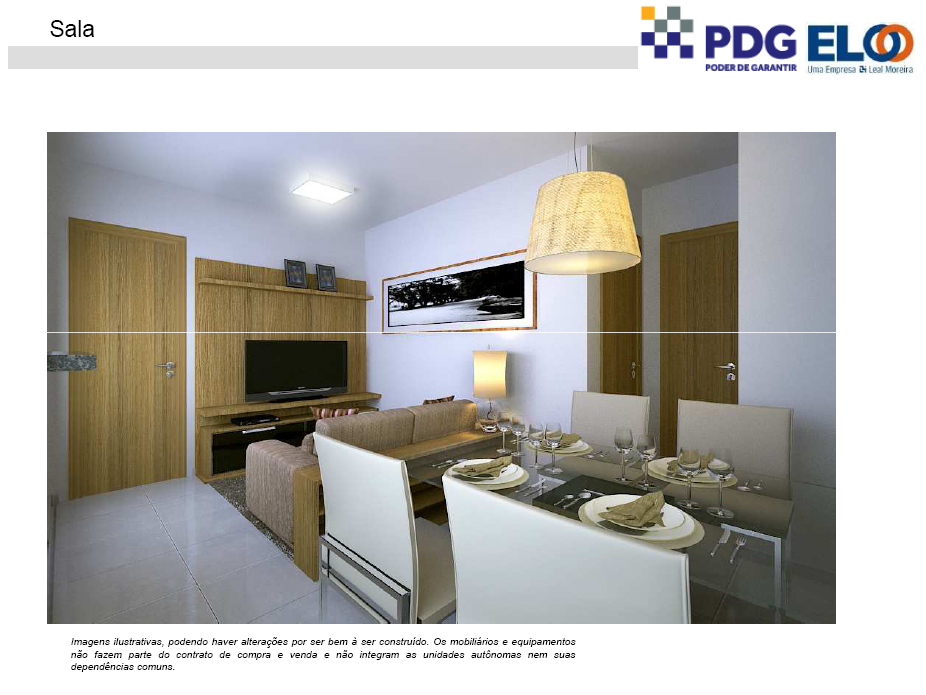 Sala
PDG ELOO
PODER DE GARANTIR
Uma Empresa Leal Moreira
Imagens ilustrativas, podendo haver alterações por ser bem à ser construído. Os mobiliários e equipamentos
não fazem parte do contrato de compra e venda e não integram as unidades autônomas nem suas
dependências comuns.